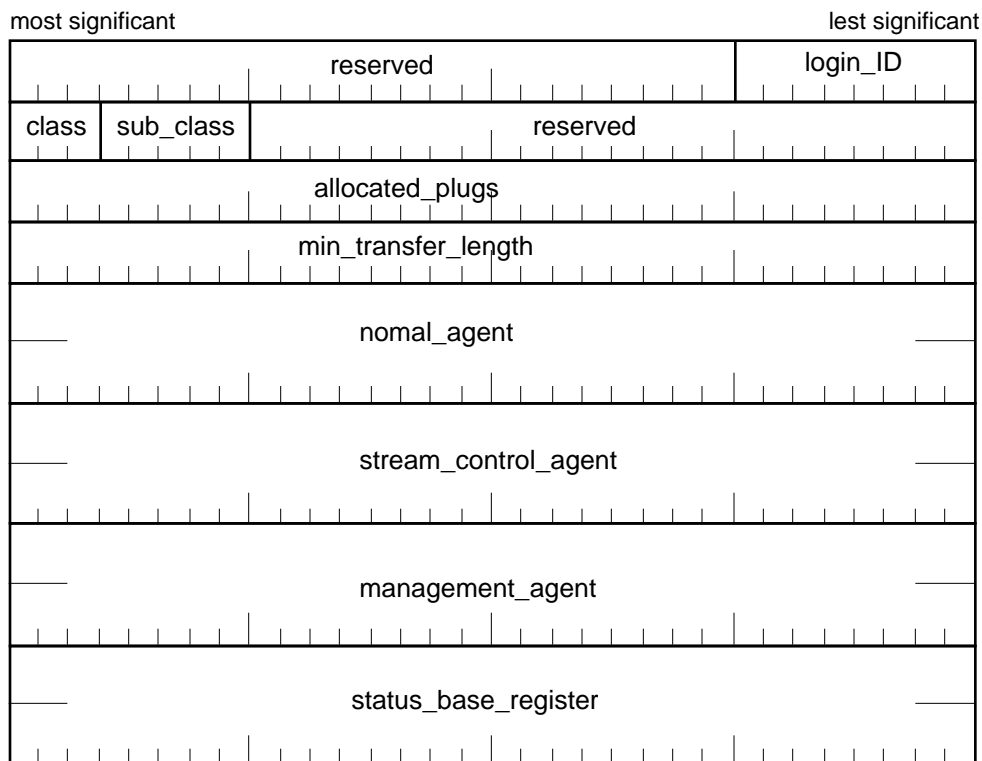 most significant lest significant
reserved login_ID
class sub_class reserved
allocated_plugs
min_transfer_length
nomal_agent
stream_control_agent
management_agent
status_base_register